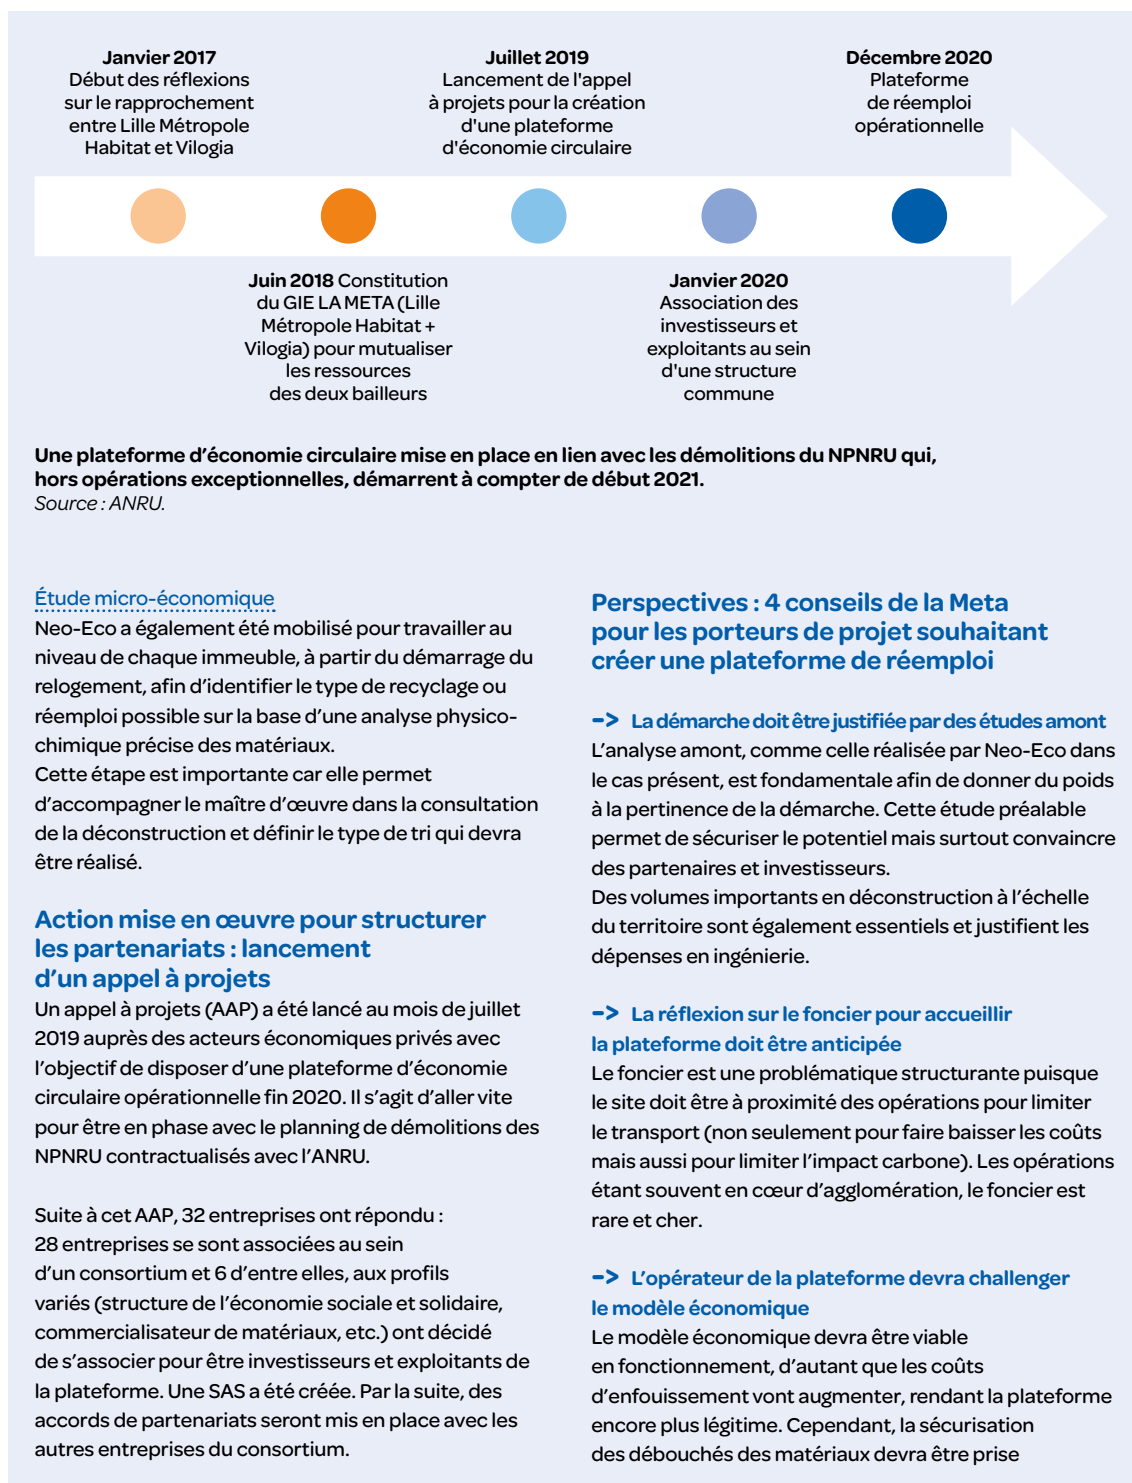 Janvier 2017
Début des réflexions
sur le rapprochement
entre Lille Métropole
Habitat et Vilogia
Juillet 2019
Lancement de l'appel
à projets pour la création
d'une plateforme
d'économie circulaire
Décembre 2020
Plateforme
de réemploi
opérationnelle
Juin 2018 Constitution
du GIE LA META (Lille
Métropole Habitat +
Vilogia) pour mutualiser
les ressources
des deux bailleurs
Janvier 2020
Association des
investisseurs et
exploitants au sein
d'une structure
commune
Une plateforme d’économie circulaire mise en place en lien avec les démolitions du NPNRU qui,
hors opérations exceptionnelles, démarrent à compter de début 2021.
Source : ANRU.
Étude micro-économique
Neo-Eco a également été mobilisé pour travailler au
niveau de chaque immeuble, à partir du démarrage du
relogement, afin d’identifier le type de recyclage ou
réemploi possible sur la base d’une analyse physico-
chimique précise des matériaux.
Cette étape est importante car elle permet
d’accompagner le maître d’œuvre dans la consultation
de la déconstruction et définir le type de tri qui devra
être réalisé.
Action mise en œuvre pour structurer
les partenariats : lancement
d’un appel à projets
Un appel à projets (AAP) a été lancé au mois de juillet
2019 auprès des acteurs économiques privés avec
l’objectif de disposer d’une plateforme d’économie
circulaire opérationnelle fin 2020. Il s’agit d’aller vite
pour être en phase avec le planning de démolitions des
NPNRU contractualisés avec l’ANRU.
Suite à cet AAP, 32 entreprises ont répondu :
28 entreprises se sont associées au sein
d’un consortium et 6 d’entre elles, aux profils
variés (structure de l’économie sociale et solidaire,
commercialisateur de matériaux, etc.) ont décidé
de s’associer pour être investisseurs et exploitants de
la plateforme. Une SAS a été créée. Par la suite, des
accords de partenariats seront mis en place avec les
autres entreprises du consortium.
Perspectives : 4 conseils de la Meta
pour les porteurs de projet souhaitant
créer une plateforme de réemploi
–> La démarche doit être justifiée par des études amont
L’analyse amont, comme celle réalisée par Neo-Eco dans
le cas présent, est fondamentale afin de donner du poids
à la pertinence de la démarche. Cette étude préalable
permet de sécuriser le potentiel mais surtout convaincre
des partenaires et investisseurs.
Des volumes importants en déconstruction à l’échelle
du territoire sont également essentiels et justifient les
dépenses en ingénierie.
–> La réflexion sur le foncier pour accueillir
la plateforme doit être anticipée
Le foncier est une problématique structurante puisque
le site doit être à proximité des opérations pour limiter
le transport (non seulement pour faire baisser les coûts
mais aussi pour limiter l’impact carbone). Les opérations
étant souvent en cœur d’agglomération, le foncier est
rare et cher.
–> L’opérateur de la plateforme devra challenger
le modèle économique
Le modèle économique devra être viable
en fonctionnement, d’autant que les coûts
d’enfouissement vont augmenter, rendant la plateforme
encore plus légitime. Cependant, la sécurisation
des débouchés des matériaux devra être prise